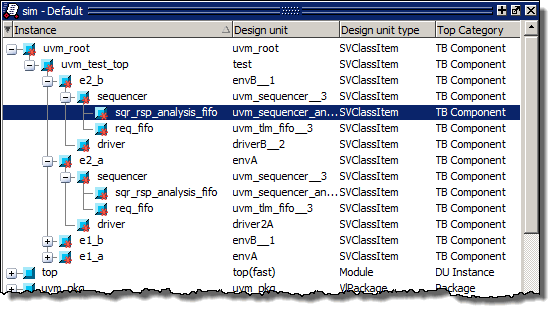 sim - Default
Instance Design unit Design unit type Top Category
uvm_root uvm_root SVClassItem TB Component
uvm_test_top test SVClassItem TB Component
e2_b envB__1 SVClassItem TB Component
sequencer uvm_sequencer__3 SVClassItem TB Component
sqr_rsp_analysis_fifo uvm_sequencer_an... SVClassItem TB Component
req_fifo uvm_tlm_fifo__3 SVClassItem TB Component
driver driverB__2 SVClassItem TB Component
e2_a envA SVClassItem TB Component
sequencer uvm_sequencer__3 SVClassItem TB Component
sqr_rsp_analysis_fifo uvm_sequencer_an... SVClassItem TB Component
req_fifo uvm_tlm_fifo__3 SVClassItem TB Component
driver driver2A SVClassItem TB Component
e1_b envB__1 SVClassItem TB Component
e1_a envA SVClassItem TB Component
top top(fast) Module DU Instance
uvm_pkg uvm_pkg VlPackage Package